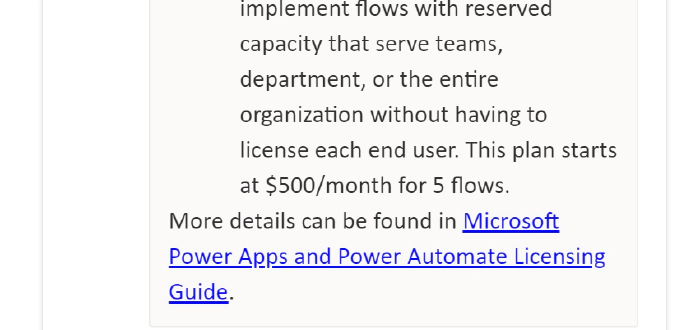 implement flows with reserved
capacity that serve teams,
department, or the entire
organization without having to
license each end user. This plan starts
at $500/month for 5 flows.
More details can be found in Microsoft
Power Apps and Power Automate Licensing
Guide.